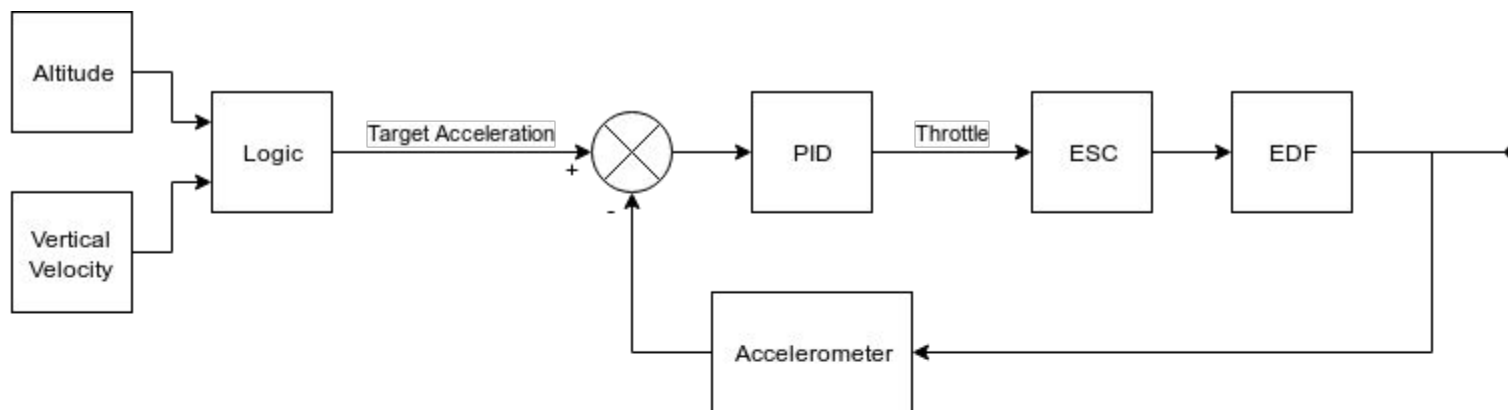 Altitude
Logic
Target Acceleration
+
-
PID
Throttle
ESC
EDF
Vertical
Velocity
Accelerometer